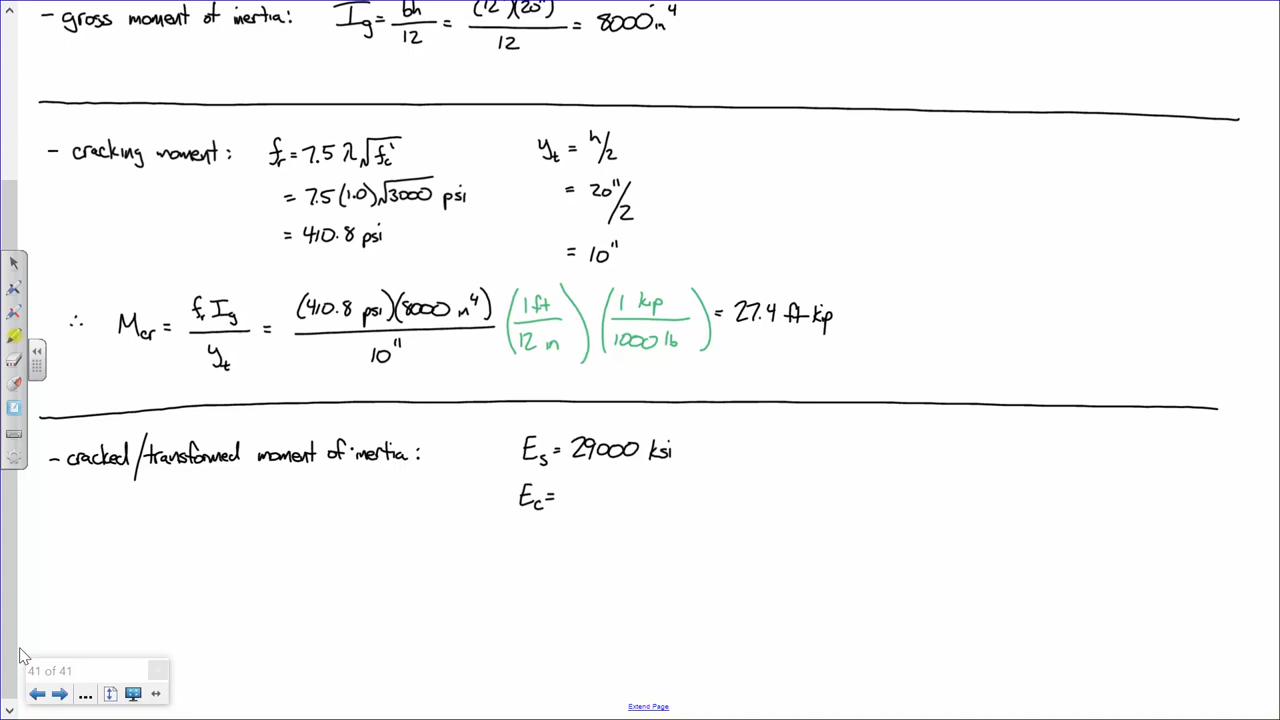 - gross moment of inertia: Ig = bh/12 = (12")(20")/12 = 8000 in⁴
- cracking moment: fr = 7.5 λ √fc' yt = h/2
= 7.5 (1.0) √3000 psi = 20"/2
= 410.8 psi = 10"
∴ Mcr = fr Ig / yt = (410.8 psi)(8000 in⁴) / 10" (1 ft / 12 in) (1 kip / 1000 lb) = 27.4 ft-kip
- cracked/transformed moment of inertia: Es = 29000 ksi
Ec =
41 of 41
Extend Page